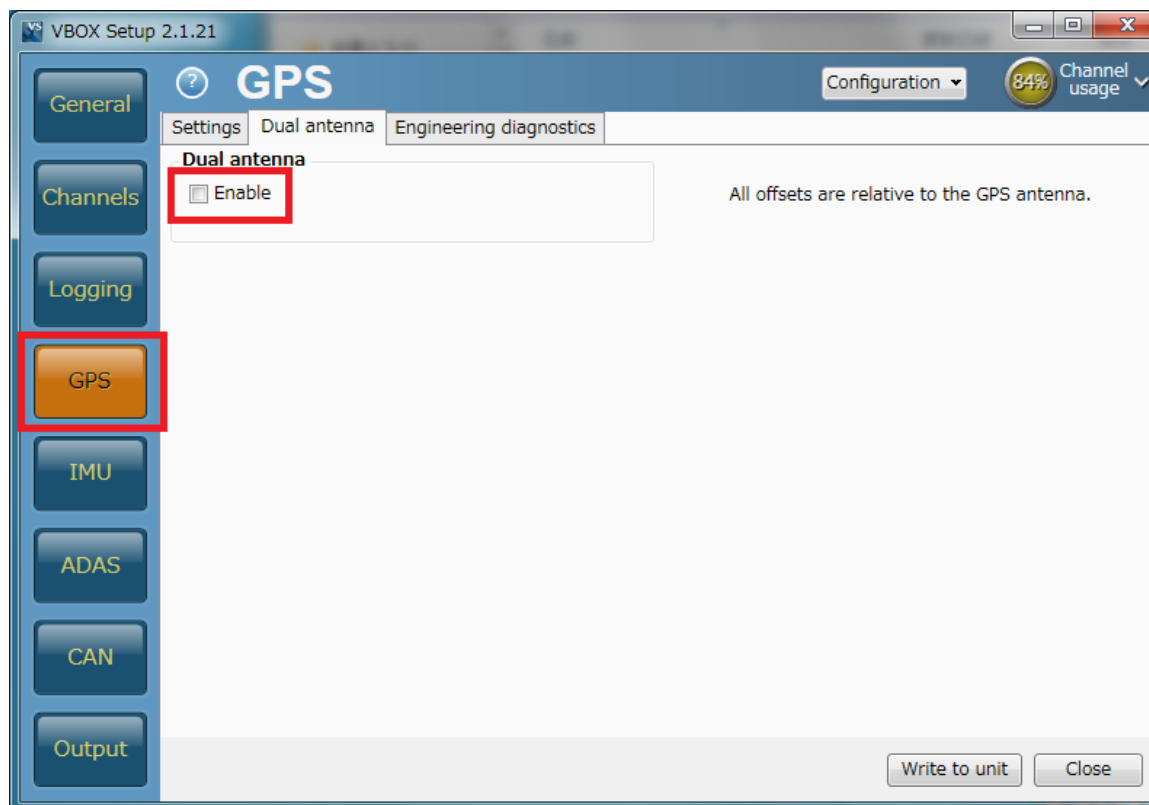 VBOX Setup 2.1.21
General
Channels
Logging
GPS
IMU
ADAS
CAN
Output
? GPS
Configuration
84%
Channel
usage
Settings
Dual antenna
Engineering diagnostics
Dual antenna
Enable
All offsets are relative to the GPS antenna.
Write to unit
Close